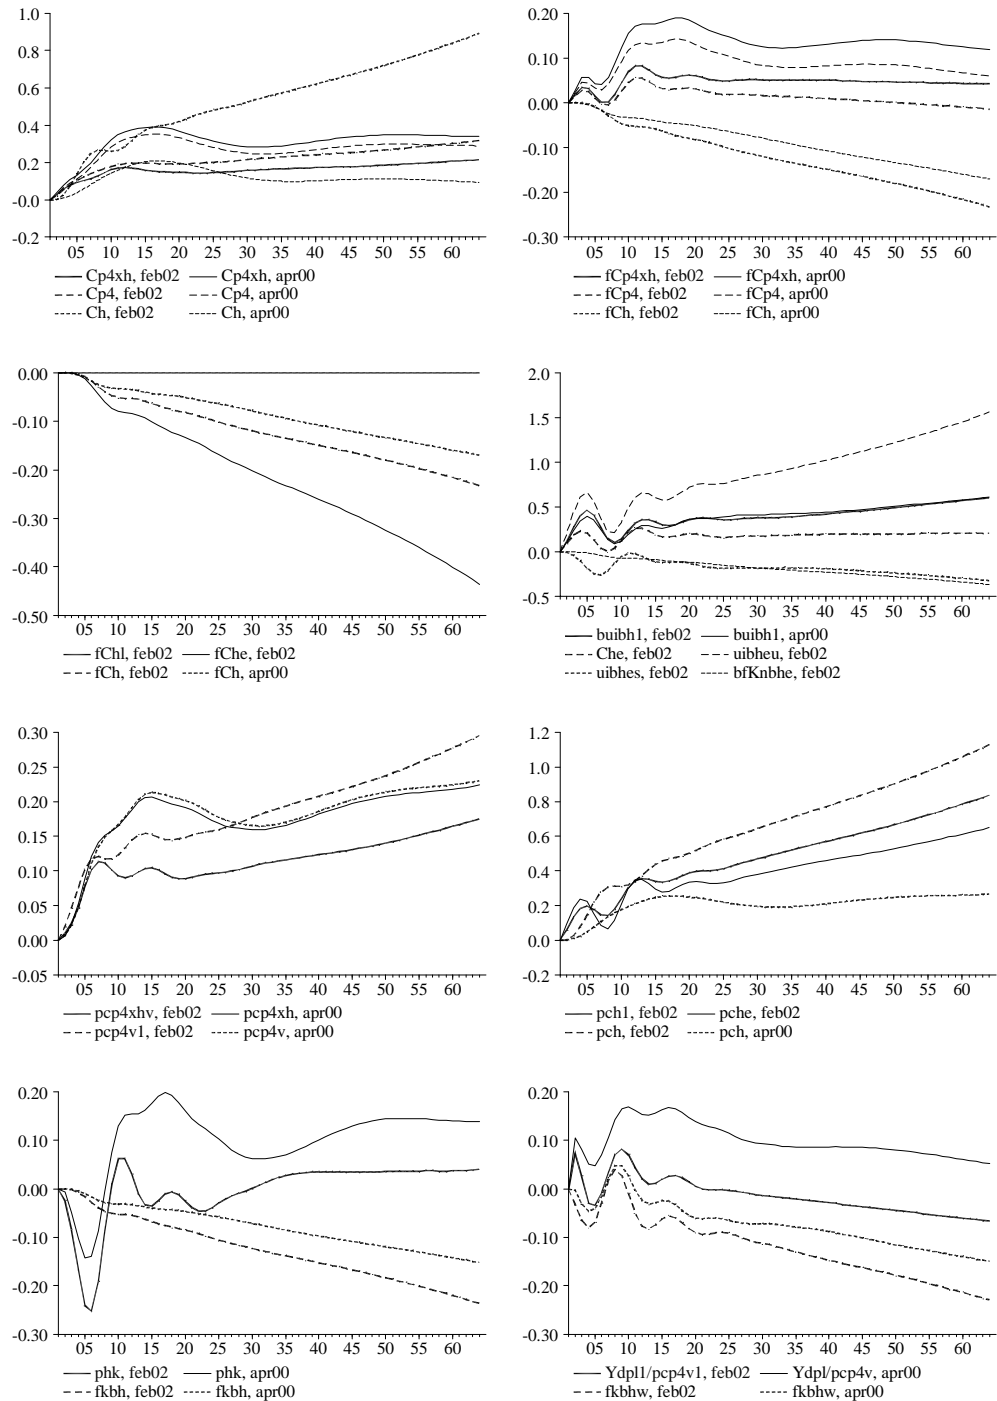 1.0
0.8
0.6
0.4
0.2
-0.0
-0.2
05 10 15 20 25 30 35 40 45 50 55 60
Cp4xh, feb02 Cp4xh, apr00
Cp4, feb02 Cp4, apr00
Ch, feb02 Ch, apr00
0.20
0.10
0.00
-0.10
-0.20
-0.30
05 10 15 20 25 30 35 40 45 50 55 60
fCp4xh, feb02 fCp4xh, apr00
fCp4, feb02 fCp4, apr00
fCh, feb02 fCh, apr00
0.00
-0.10
-0.20
-0.30
-0.40
-0.50
05 10 15 20 25 30 35 40 45 50 55 60
fChl, feb02 fChe, feb02
fCh, feb02 fCh, apr00
2.0
1.5
1.0
0.5
0.0
-0.5
05 10 15 20 25 30 35 40 45 50 55 60
buibh1, feb02 buibh1, apr00
Che, feb02 uibheu, feb02
uibhes, feb02 bfKnbhe, feb02
0.30
0.25
0.20
0.15
0.10
0.05
0.00
-0.05
05 10 15 20 25 30 35 40 45 50 55 60
pcp4xhv, feb02 pcp4xh, apr00
pcp4v1, feb02 pcp4v, apr00
1.2
1.0
0.8
0.6
0.4
0.2
0.0
-0.2
05 10 15 20 25 30 35 40 45 50 55 60
pch1, feb02 pche, feb02
pch, feb02 pch, apr00
0.20
0.10
0.00
-0.10
-0.20
-0.30
05 10 15 20 25 30 35 40 45 50 55 60
phk, feb02 phk, apr00
fkbh, feb02 fkbh, apr00
0.20
0.10
0.00
-0.10
-0.20
-0.30
05 10 15 20 25 30 35 40 45 50 55 60
Ydpl1/pcp4v1, feb02 Ydpl/pcp4v, apr00
fkbhw, feb02 fkbhw, apr00